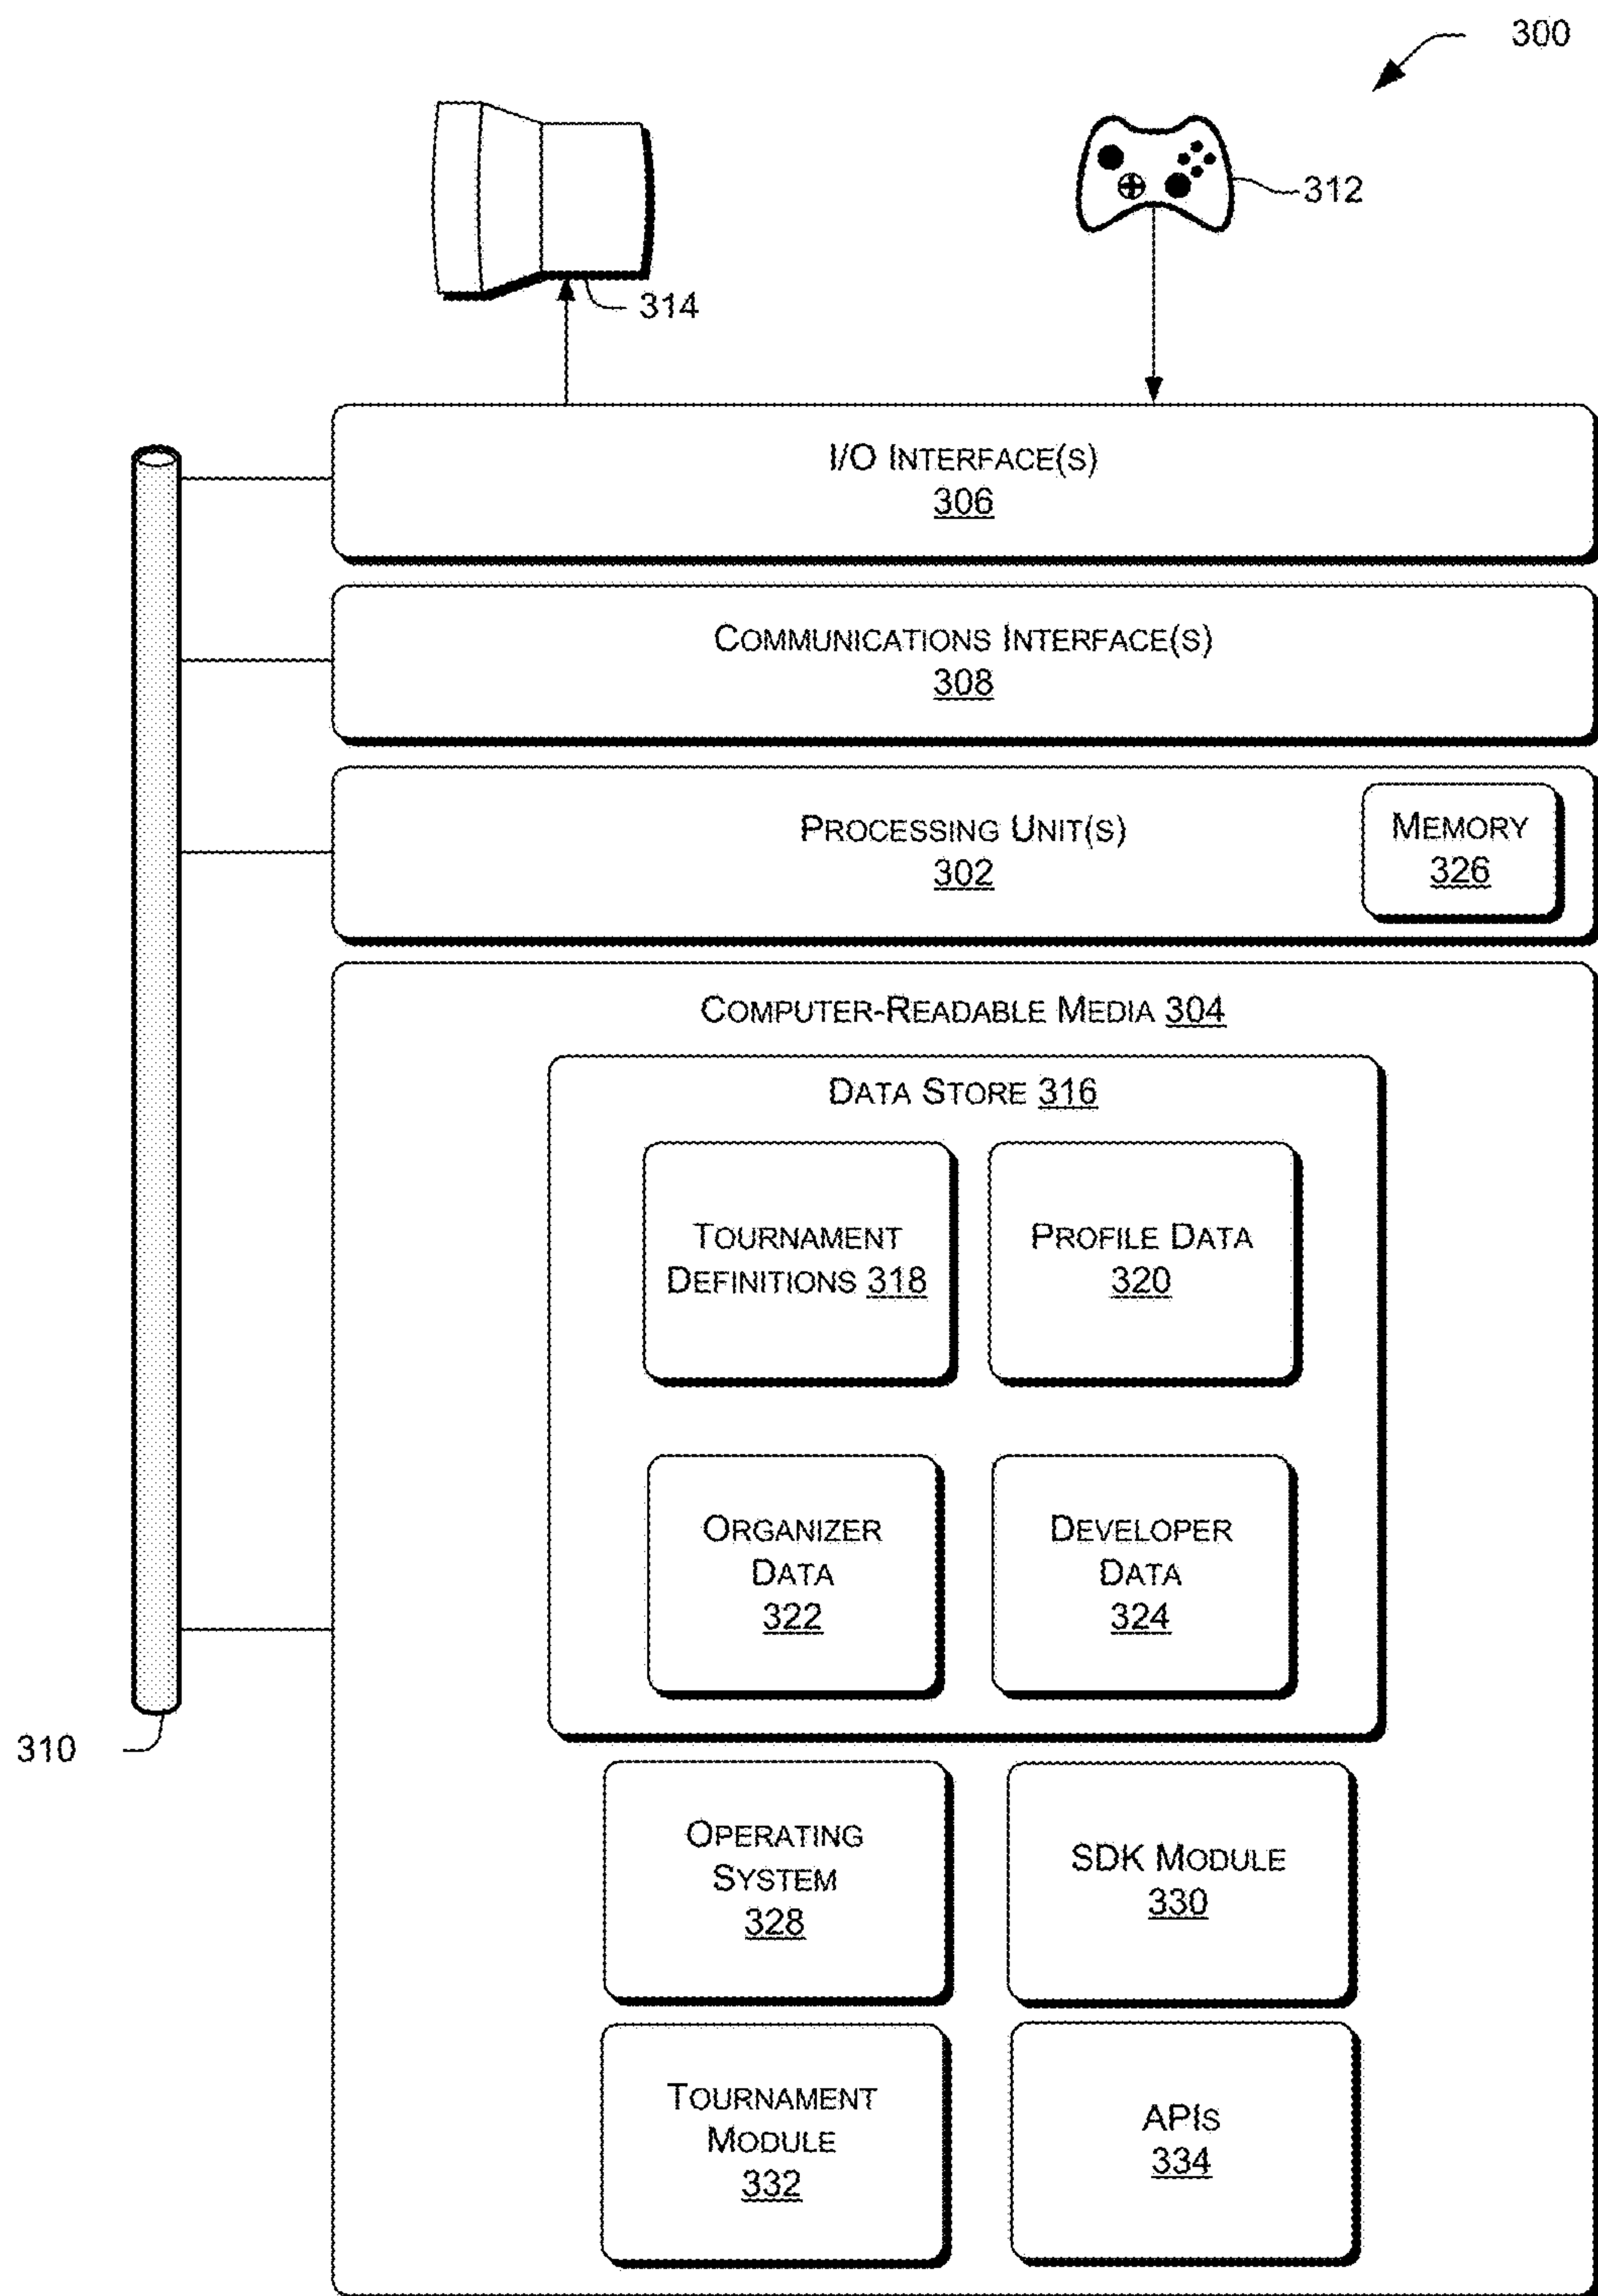 300
312
314
I/O INTERFACE(S)
306
COMMUNICATIONS INTERFACE(S)
308
PROCESSING UNIT(S)
302
MEMORY
326
COMPUTER-READABLE MEDIA 304
DATA STORE 316
TOURNAMENT
DEFINITIONS 318
PROFILE DATA
320
ORGANIZER
DATA
322
DEVELOPER
DATA
324
310
OPERATING
SYSTEM
328
SDK MODULE
330
TOURNAMENT
MODULE
332
APIS
334